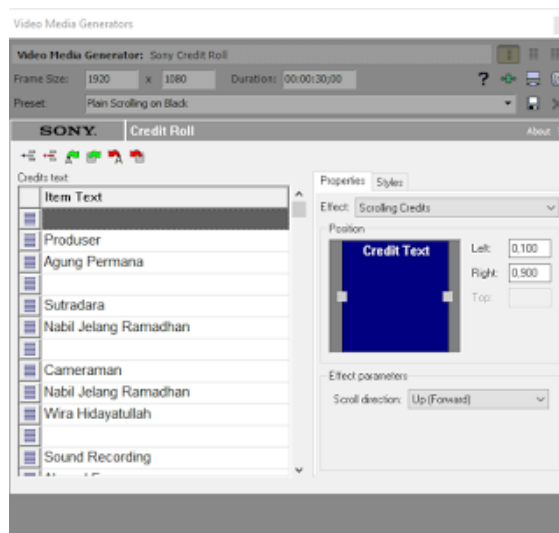 Video Media Generators
Video Media Generator: Sony Credit Roll
Frame Size: 1920 x 1080 Duration: 00:00:30;00
Preset: Plain Scrolling on Black
SONY. Credit Roll About
Credits text:
Item Text
Produser
Agung Permana
Sutradara
Nabil Jelang Ramadhan
Cameraman
Nabil Jelang Ramadhan
Wira Hidayatullah
Sound Recording
Properties Styles
Effect: Scrolling Credits
Position
Credit Text
Left: 0,100
Right: 0,900
Top:
Effect parameters
Scroll direction: Up (Forward)